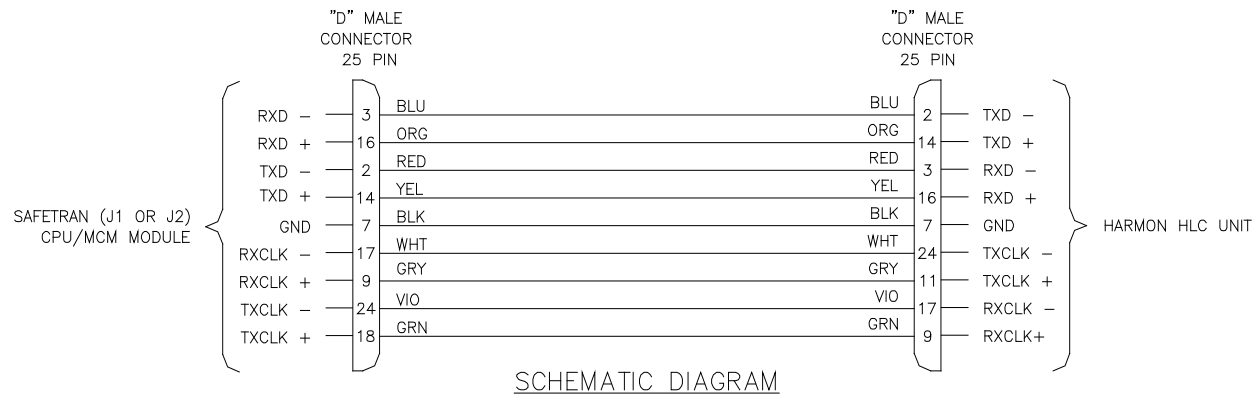 "D" MALE
CONNECTOR
25 PIN
"D" MALE
CONNECTOR
25 PIN
RXD - 3 BLU BLU 2 TXD -
RXD + 16 ORG ORG 14 TXD +
TXD - 2 RED RED 3 RXD -
TXD + 14 YEL YEL 16 RXD +
SAFETRAN (J1 OR J2)
CPU/MCM MODULE
GND 7 BLK BLK 7 GND
HARMON HLC UNIT
RXCLK - 17 WHT WHT 24 TXCLK -
RXCLK + 9 GRY GRY 11 TXCLK +
TXCLK - 24 VIO VIO 17 RXCLK -
TXCLK + 18 GRN GRN 9 RXCLK+
SCHEMATIC DIAGRAM